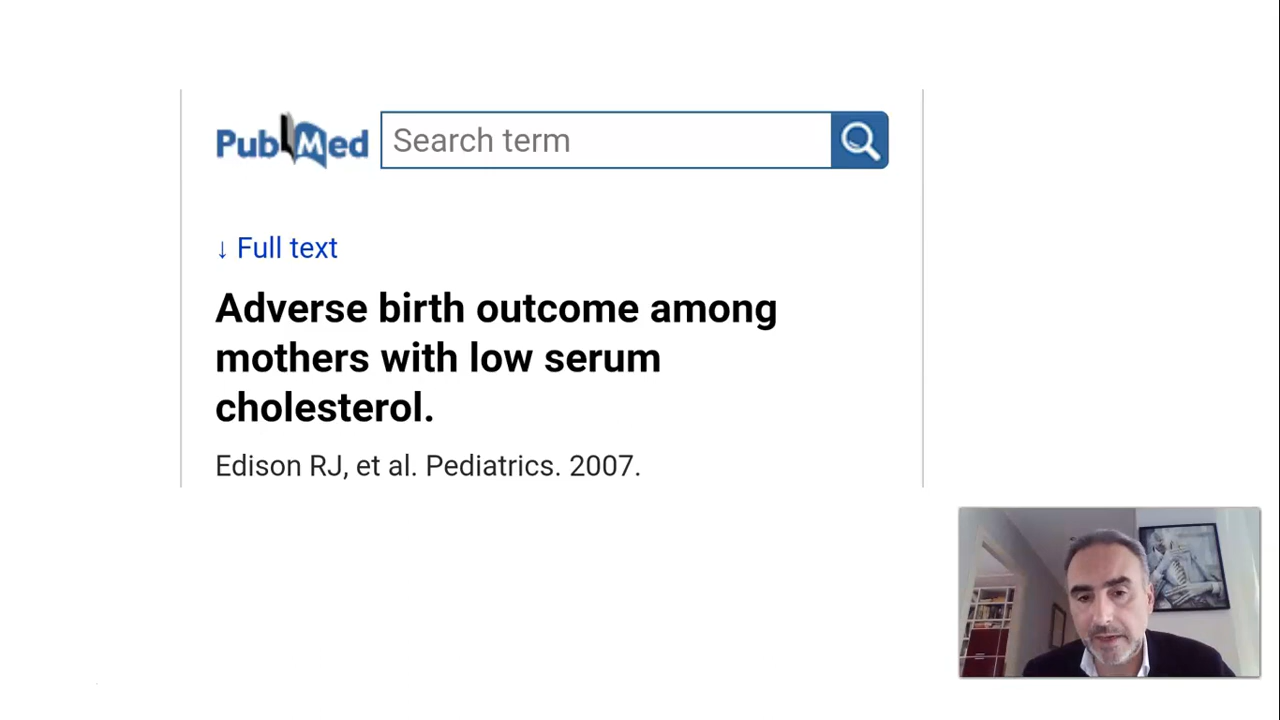 PubMed
Search term
↓ Full text
Adverse birth outcome among
mothers with low serum
cholesterol.
Edison RJ, et al. Pediatrics. 2007.